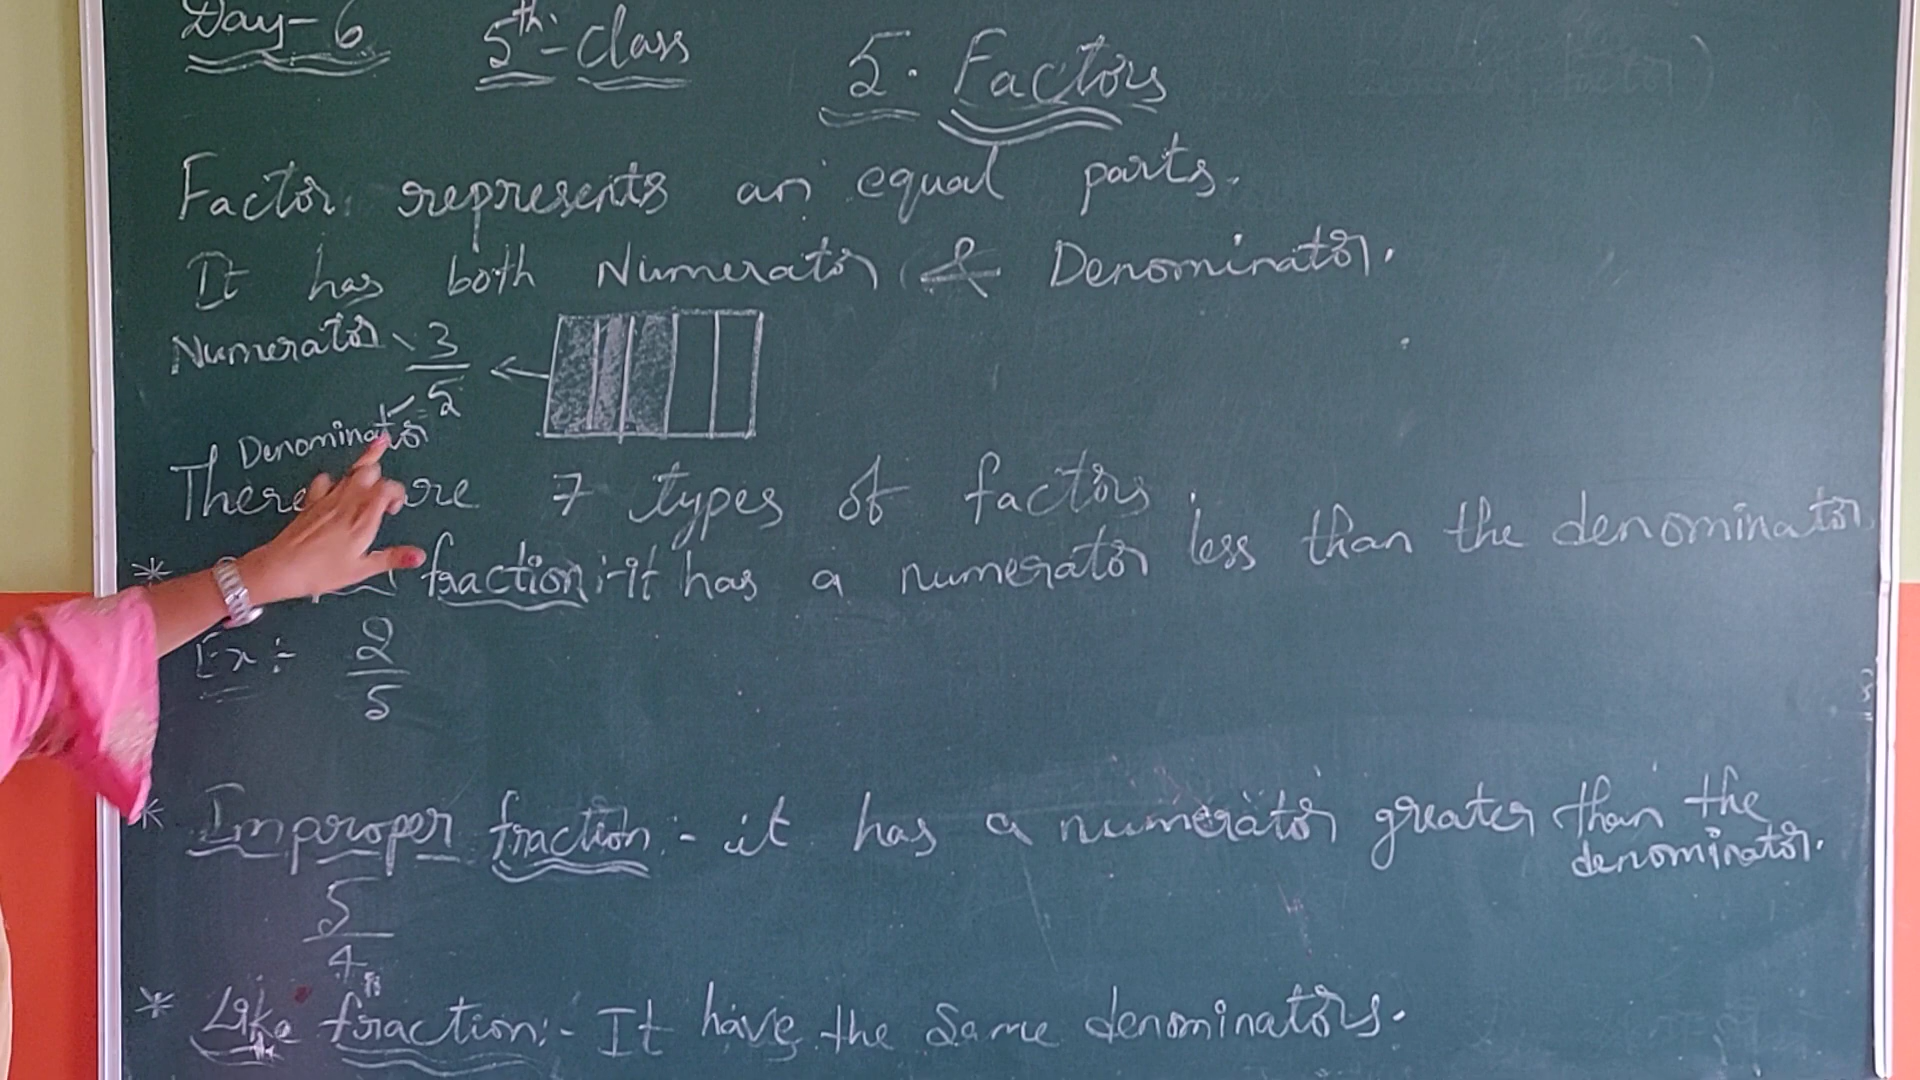 Day-6 5th-class
5. Factors
Factor represents an equal parts.
It has both Numerator & Denominator.
Numerator 3
5
Denominator
There are 7 types of factors.
* fraction:-it has a numerator less than the denominator
Ex:- 2
5
* Improper fraction:- it has a numerator greater than the
denominator.
5
4
* Like fraction:- It have the same denominators.